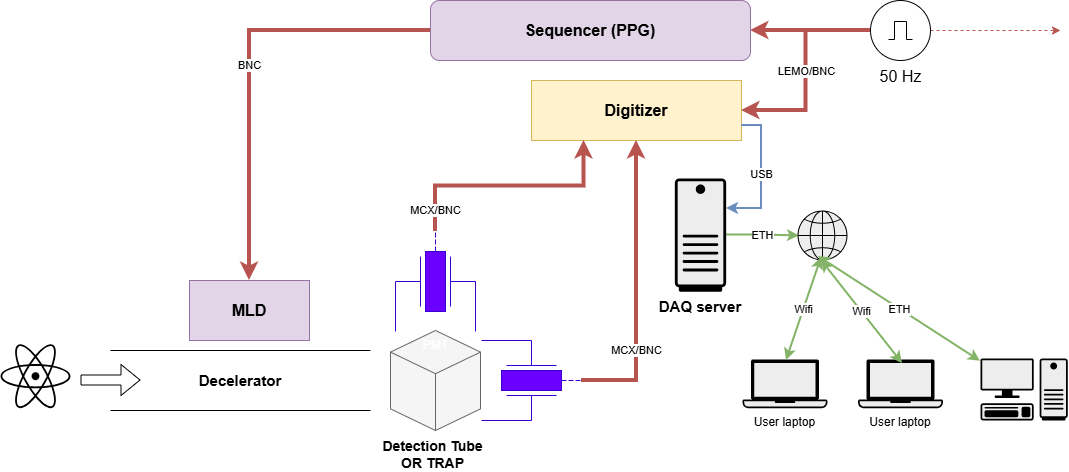 Sequencer (PPG)
BNC
LEMO/BNC
50 Hz
Digitizer
USB
MCX/BNC
ETH
DAQ server
MLD
Wifi
Wifi
ETH
PMT
MCX/BNC
Decelerator
User laptop
User laptop
Detection Tube
OR TRAP